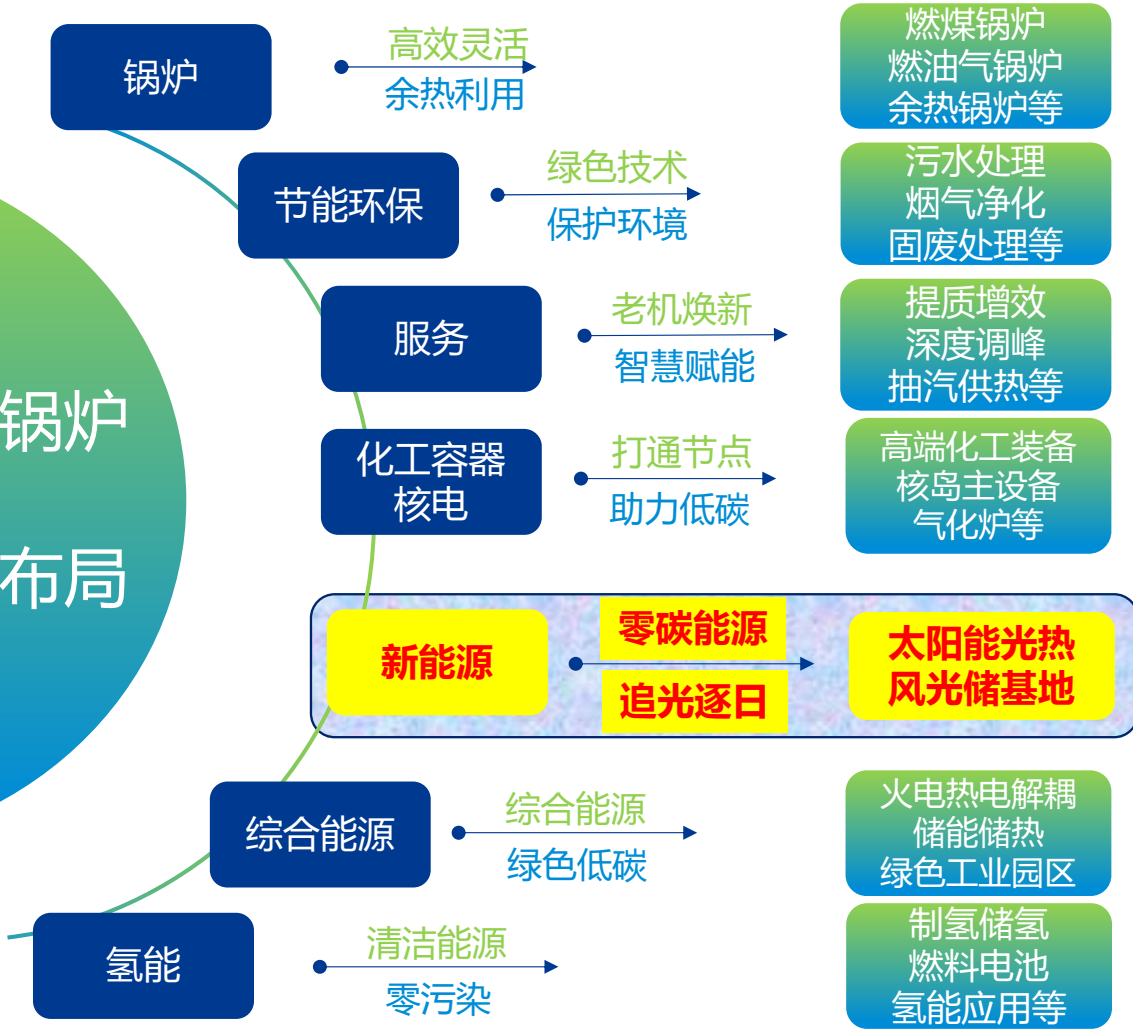 锅炉
高效灵活
余热利用
燃煤锅炉
燃油气锅炉
余热锅炉等
节能环保
绿色技术
保护环境
污水处理
烟气净化
固废处理等
服务
老机焕新
智慧赋能
提质增效
深度调峰
抽汽供热等
锅炉
布局
化工容器
核电
打通节点
助力低碳
高端化工装备
核岛主设备
气化炉等
新能源
零碳能源
追光逐日
太阳能光热
风光储基地
综合能源
综合能源
绿色低碳
火电热电解耦
储能储热
绿色工业园区
氢能
清洁能源
零污染
制氢储氢
燃料电池
氢能应用等